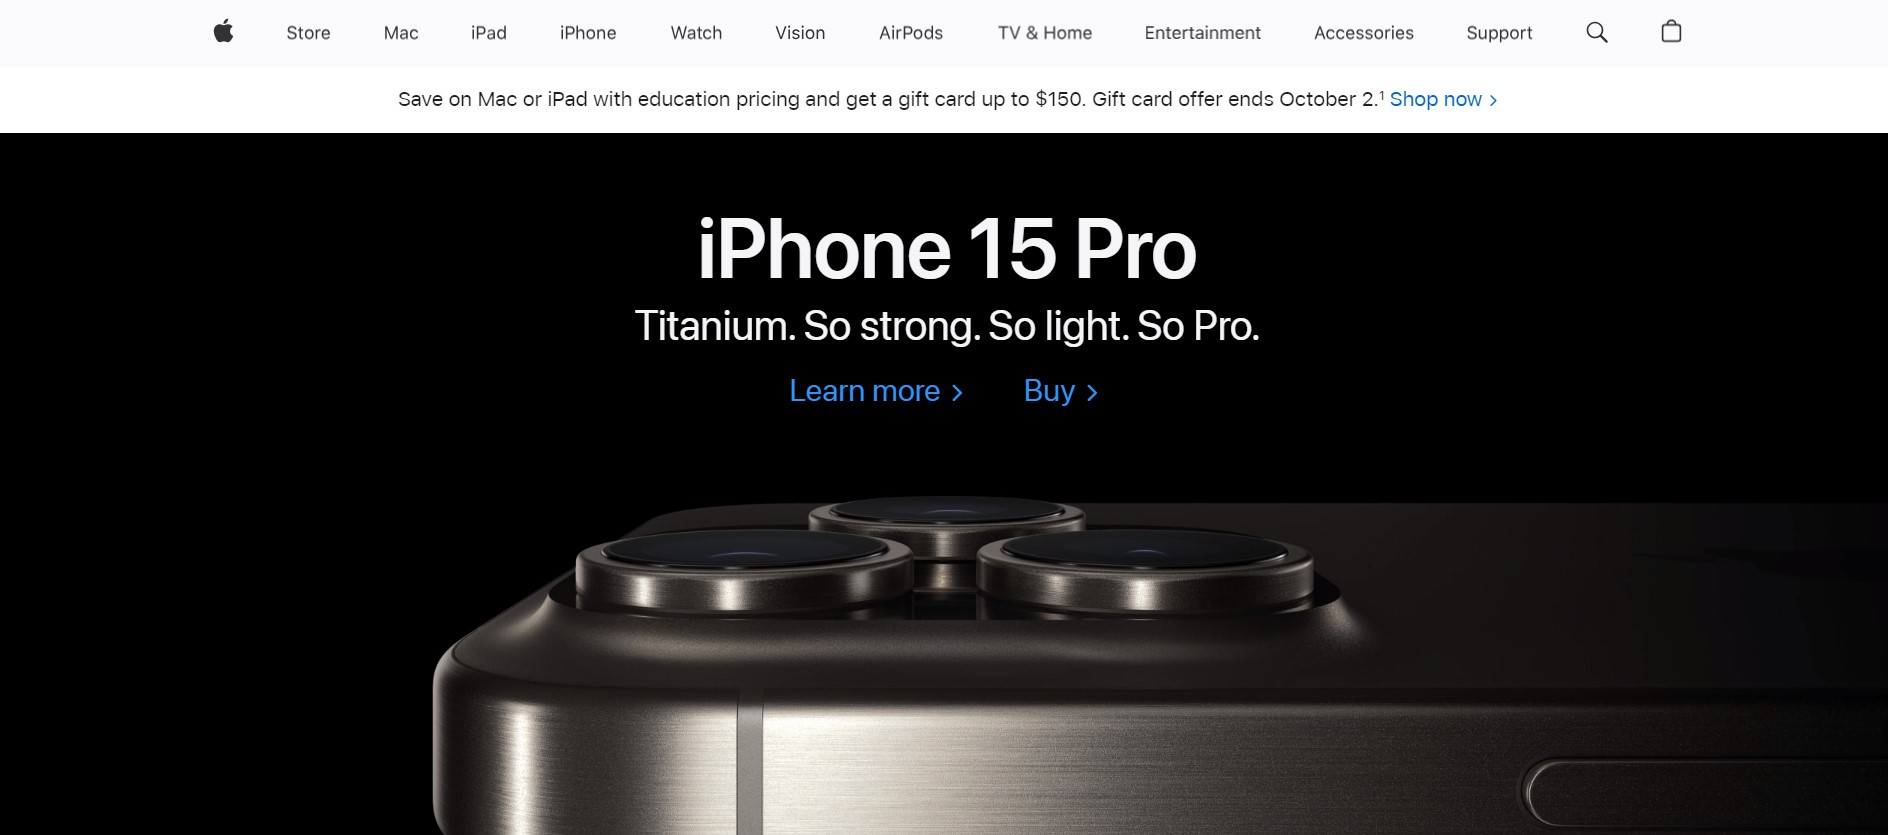 Store Mac iPad iPhone Watch Vision AirPods TV & Home Entertainment Accessories Support
Save on Mac or iPad with education pricing and get a gift card up to $150. Gift card offer ends October 2.¹ Shop now >
iPhone 15 Pro
Titanium. So strong. So light. So Pro.
Learn more > Buy >